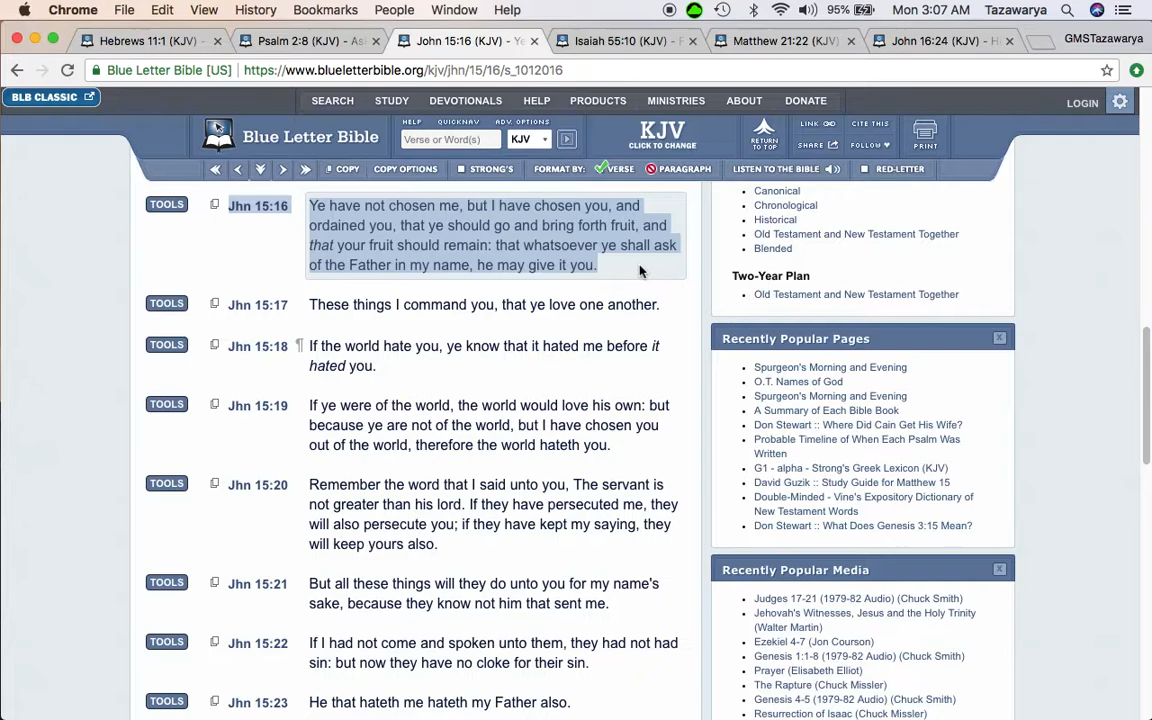 Chrome File Edit View History Bookmarks People Window Help 95% Mon 3:07 AM Tazawarya
Hebrews 11:1 (KJV) Psalm 2:8 (KJV) - As John 15:16 (KJV) - Ye Isaiah 55:10 (KJV) - F Matthew 21:22 (KJV) John 16:24 (KJV) - H GMSTazawarya
Blue Letter Bible [US] https://www.blueletterbible.org/kjv/jhn/15/16/s_1012016
BLB CLASSIC
SEARCH STUDY DEVOTIONALS HELP PRODUCTS MINISTRIES ABOUT DONATE LOGIN
Blue Letter Bible
HELP QUICKNAV ADV. OPTIONS
Verse or Word(s) KJV
KJV
CLICK TO CHANGE
RETURN
TO TOP
LINK CITE THIS
SHARE FOLLOW
PRINT
COPY COPY OPTIONS STRONG'S FORMAT BY: VERSE PARAGRAPH LISTEN TO THE BIBLE RED-LETTER
TOOLS Jhn 15:16 Ye have not chosen me, but I have chosen you, and
ordained you, that ye should go and bring forth fruit, and
that your fruit should remain: that whatsoever ye shall ask
of the Father in my name, he may give it you.
TOOLS Jhn 15:17 These things I command you, that ye love one another.
TOOLS Jhn 15:18 ¶ If the world hate you, ye know that it hated me before it
hated you.
TOOLS Jhn 15:19 If ye were of the world, the world would love his own: but
because ye are not of the world, but I have chosen you
out of the world, therefore the world hateth you.
TOOLS Jhn 15:20 Remember the word that I said unto you, The servant is
not greater than his lord. If they have persecuted me, they
will also persecute you; if they have kept my saying, they
will keep yours also.
TOOLS Jhn 15:21 But all these things will they do unto you for my name's
sake, because they know not him that sent me.
TOOLS Jhn 15:22 If I had not come and spoken unto them, they had not had
sin: but now they have no cloke for their sin.
TOOLS Jhn 15:23 He that hateth me hateth my Father also.
Canonical
Chronological
Historical
Old Testament and New Testament Together
Blended
Two-Year Plan
Old Testament and New Testament Together
Recently Popular Pages
Spurgeon's Morning and Evening
O.T. Names of God
Spurgeon's Morning and Evening
A Summary of Each Bible Book
Don Stewart :: Where Did Cain Get His Wife?
Probable Timeline of When Each Psalm Was
Written
G1 - alpha - Strong's Greek Lexicon (KJV)
David Guzik :: Study Guide for Matthew 15
Double-Minded - Vine's Expository Dictionary of
New Testament Words
Don Stewart :: What Does Genesis 3:15 Mean?
Recently Popular Media
Judges 17-21 (1979-82 Audio) (Chuck Smith)
Jehovah's Witnesses, Jesus and the Holy Trinity
(Walter Martin)
Ezekiel 4-7 (Jon Courson)
Genesis 1:1-8 (1979-82 Audio) (Chuck Smith)
Prayer (Elisabeth Elliot)
The Rapture (Chuck Missler)
Genesis 4-5 (1979-82 Audio) (Chuck Smith)
Resurrection of Isaac (Chuck Missler)